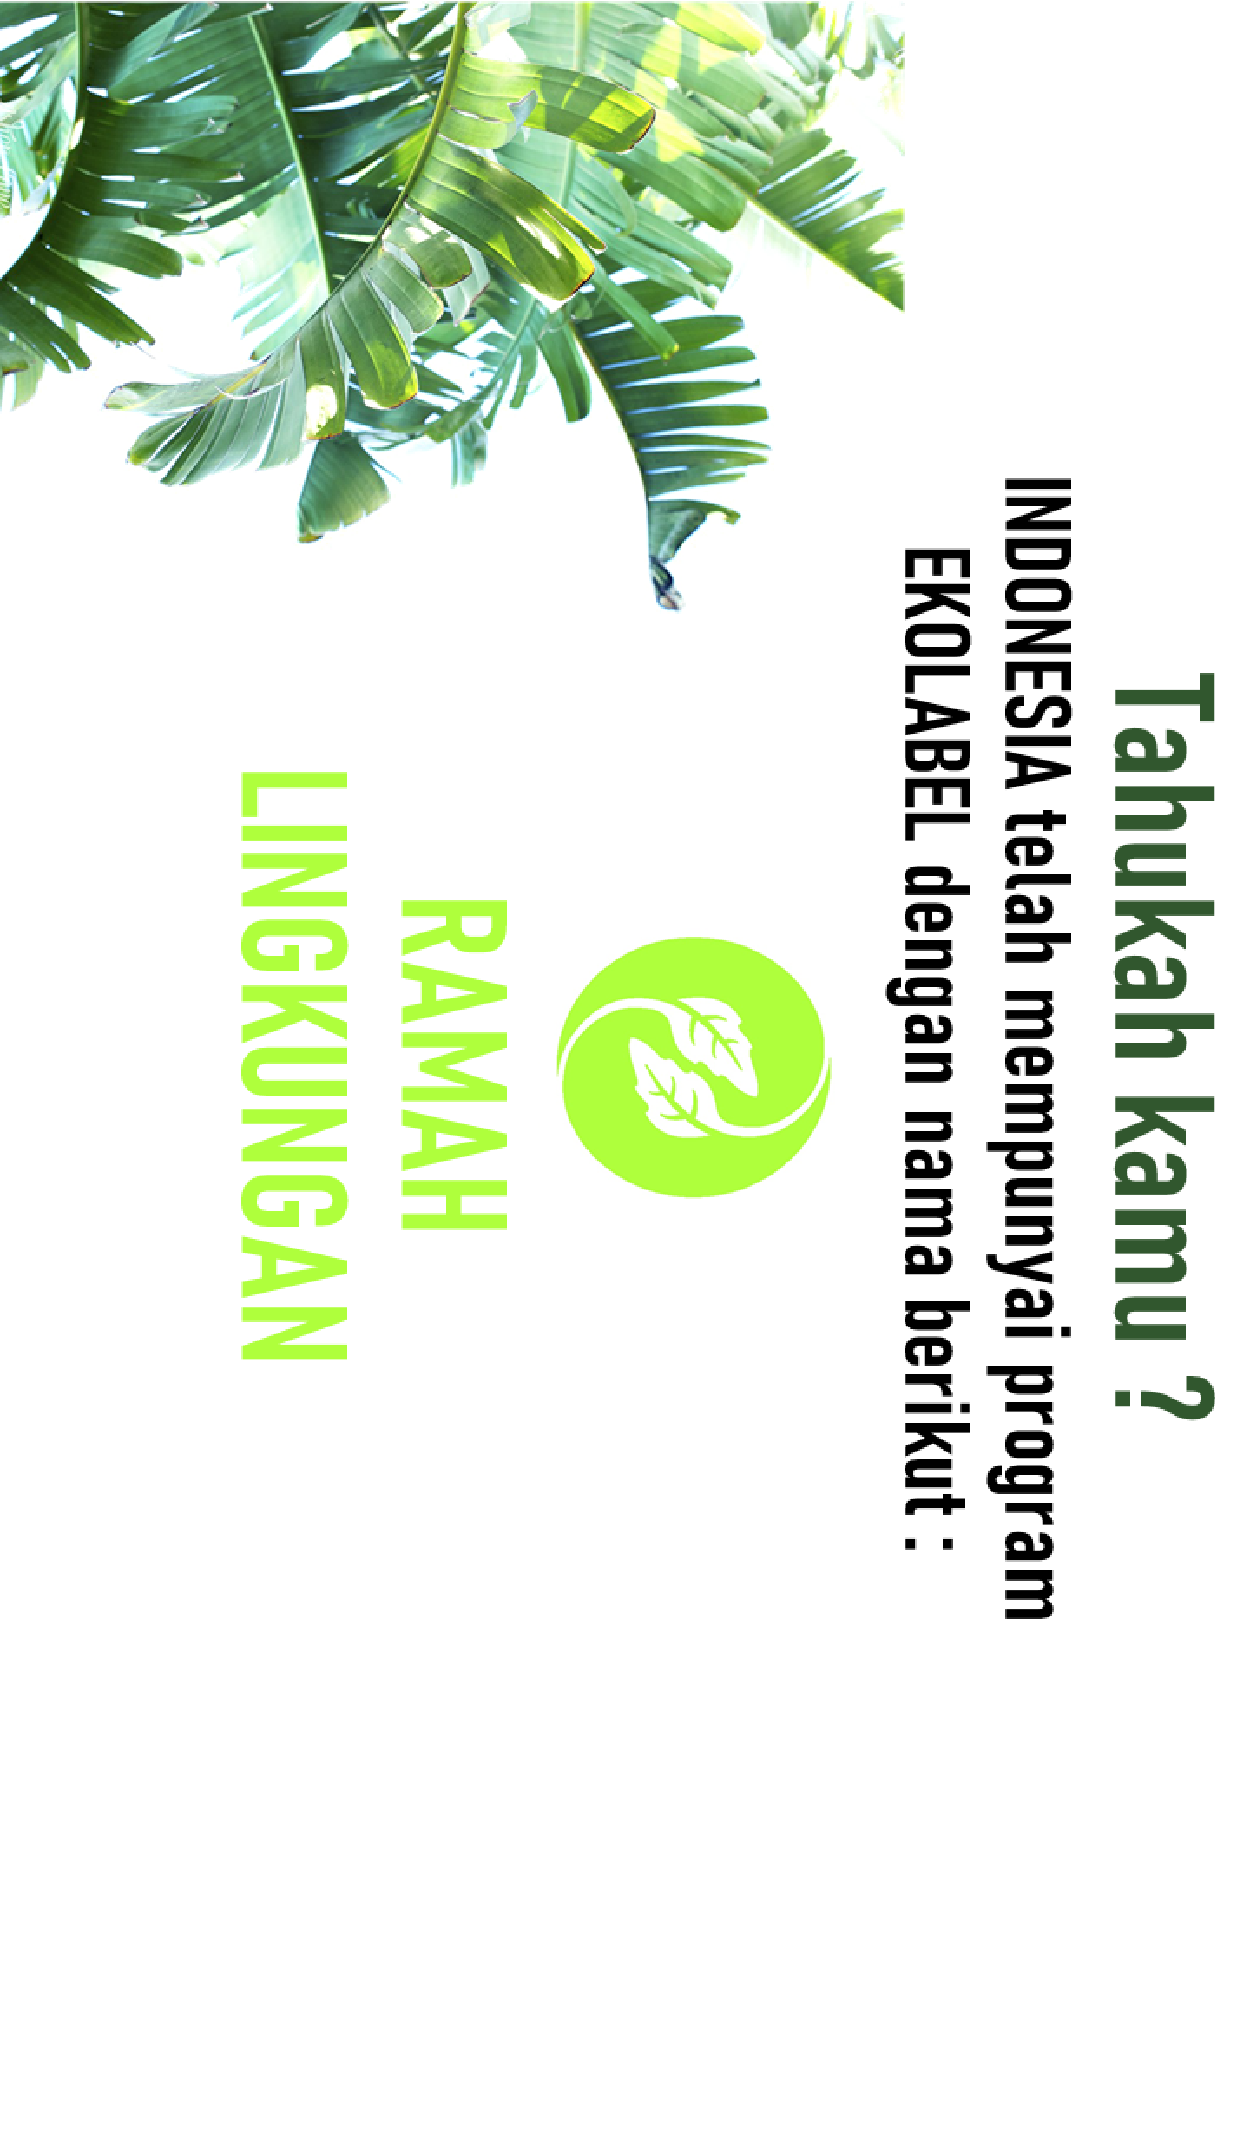 Tahukah kamu ?
INDONESIA telah mempunyai program
EKOLABEL dengan nama berikut :
RAMAH
LINGKUNGAN